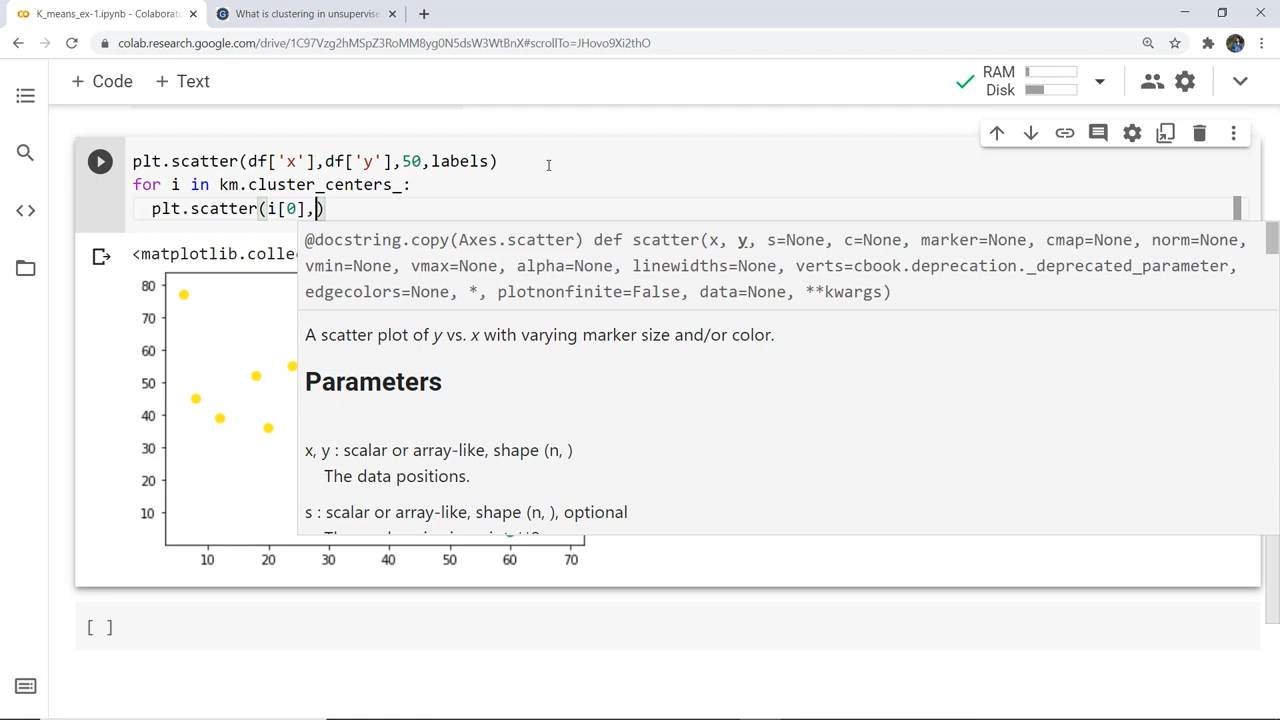 K_means_ex-1.ipynb - Colaborato
What is clustering in unsupervise
colab.research.google.com/drive/1C97Vzg2hMSpZ3RoMM8yg0N5dsW3WtBnX#scrollTo=JHovo9Xi2thO
+ Code + Text
RAM
Disk
plt.scatter(df['x'],df['y'],50,labels)
for i in km.cluster_centers_:
plt.scatter(i[0],)
<matplotlib.colle
@docstring.copy(Axes.scatter) def scatter(x, y, s=None, c=None, marker=None, cmap=None, norm=None,
vmin=None, vmax=None, alpha=None, linewidths=None, verts=cbook.deprecation._deprecated_parameter,
edgecolors=None, *, plotnonfinite=False, data=None, **kwargs)
A scatter plot of y vs. x with varying marker size and/or color.
Parameters
x, y : scalar or array-like, shape (n, )
The data positions.
s : scalar or array-like, shape (n, ), optional
80
70
60
50
40
30
20
10
10 20 30 40 50 60 70
[ ]